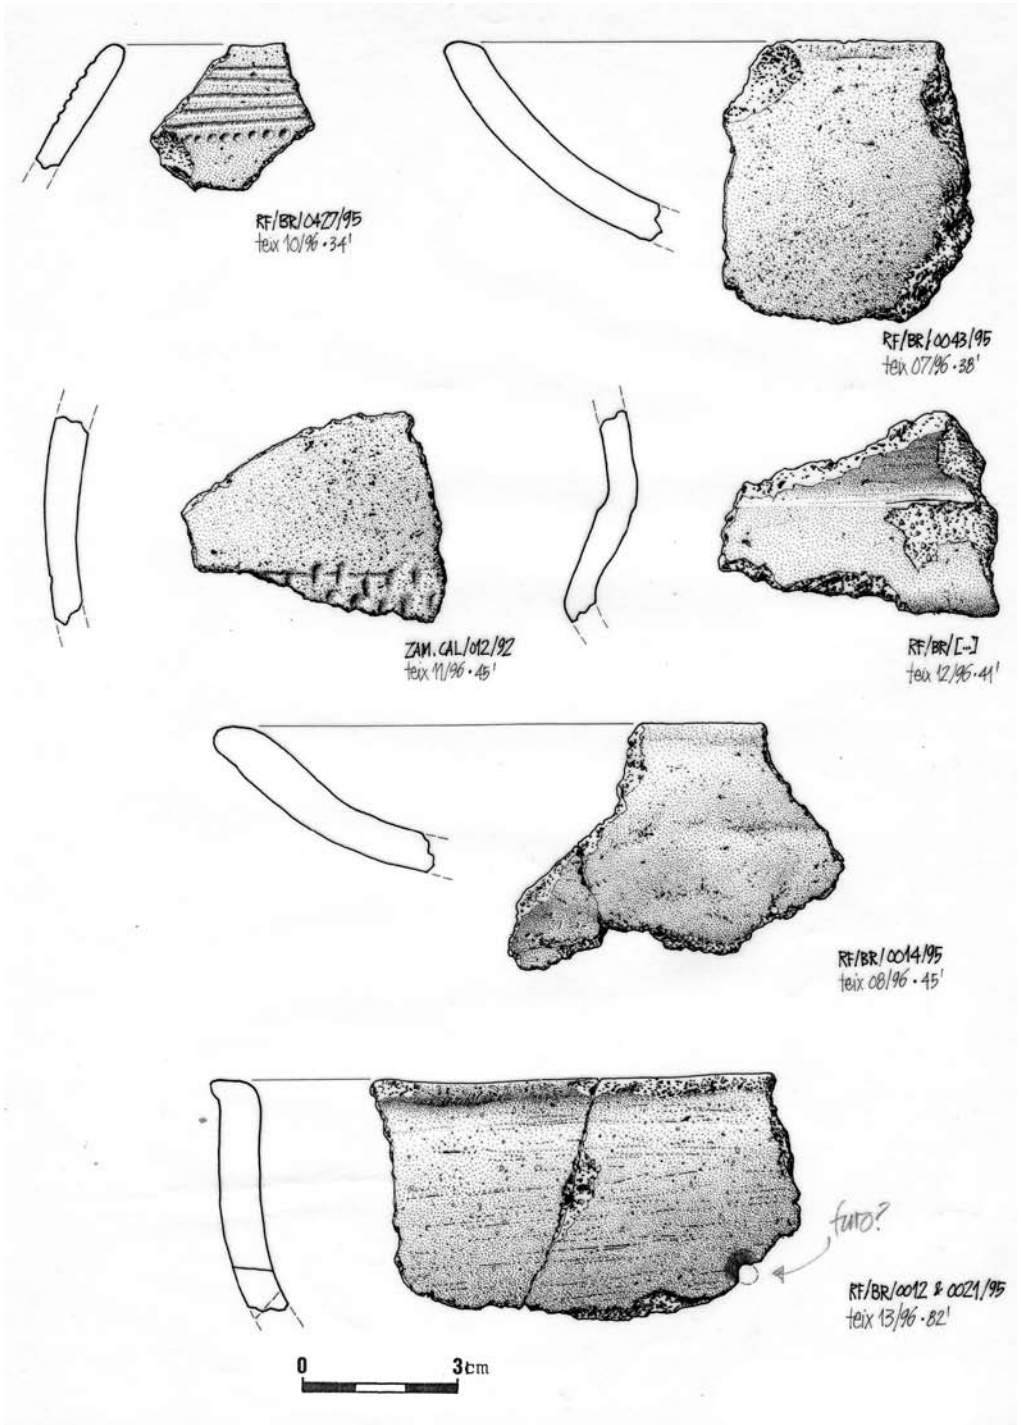 RF/BR/0427/95
teix 10/96 • 34'
RF/BR/0043/95
teix 07/96 • 38'
ZAM.CAL/012/92
teix 11/96 • 45'
RF/BR/[...]
teix 12/96 • 41'
RF/BR/0014/95
teix 08/96 • 45'
furo?
RF/BR/0012 & 0021/95
teix 13/96 • 82'
0 3cm